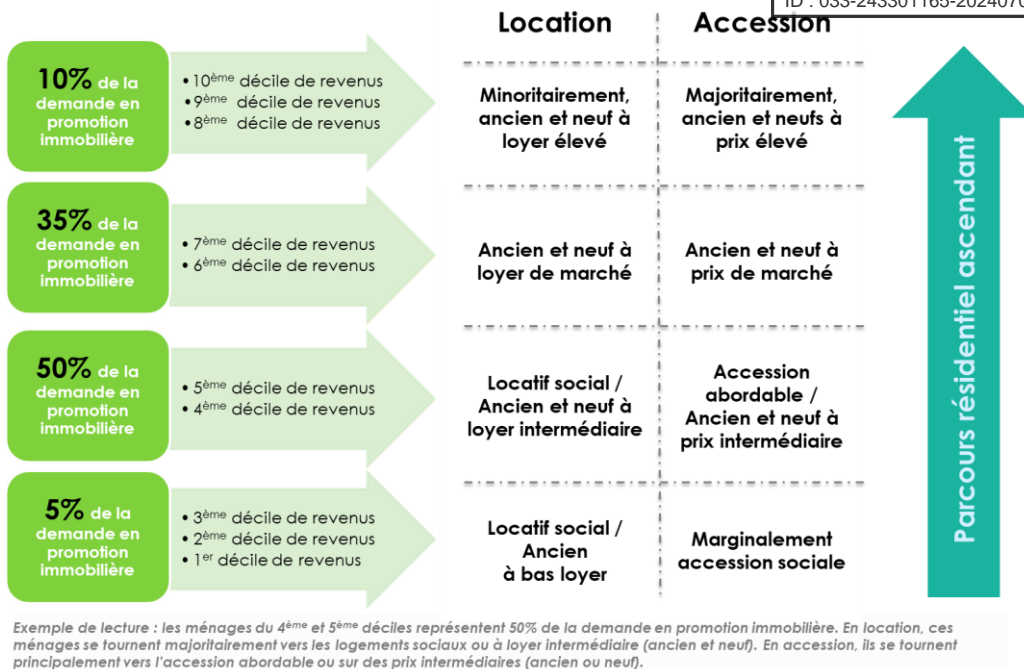 ID : 033-243301165-2024070
Location
Accession
10% de la
demande en
promotion
immobilière
• 10ème décile de revenus
• 9ème décile de revenus
• 8ème décile de revenus
Minoritairement,
ancien et neuf à
loyer élevé
Majoritairement,
ancien et neufs à
prix élevé
35% de la
demande en
promotion
immobilière
• 7ème décile de revenus
• 6ème décile de revenus
Ancien et neuf à
loyer de marché
Ancien et neuf à
prix de marché
50% de la
demande en
promotion
immobilière
• 5ème décile de revenus
• 4ème décile de revenus
Locatif social /
Ancien et neuf à
loyer intermédiaire
Accession
abordable /
Ancien et neuf à
prix intermédiaire
5% de la
demande en
promotion
immobilière
• 3ème décile de revenus
• 2ème décile de revenus
• 1er décile de revenus
Locatif social /
Ancien
à bas loyer
Marginalement
accession sociale
Parcours résidentiel ascendant
Exemple de lecture : les ménages du 4ème et 5ème déciles représentent 50% de la demande en promotion immobilière. En location, ces
ménages se tournent majoritairement vers les logements sociaux ou à loyer intermédiaire (ancien et neuf). En accession, ils se tournent
principalement vers l'accession abordable ou sur des prix intermédiaires (ancien ou neuf).